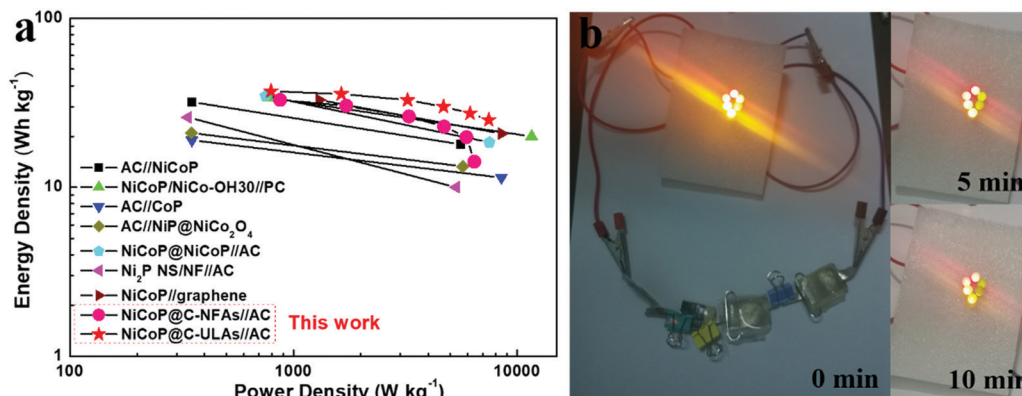 a
100
10
1
Energy Density (Wh kg⁻¹)
AC//NiCoP
NiCoP/NiCo-OH30//PC
AC//CoP
AC//NiP@NiCo₂O₄
NiCoP@NiCoP//AC
Ni₂P NS/NF//AC
NiCoP//graphene
NiCoP@C-NFAs//AC
NiCoP@C-ULAs//AC
This work
100
1000
10000
Power Density (W kg⁻¹)
b
0 min
5 min
10 min